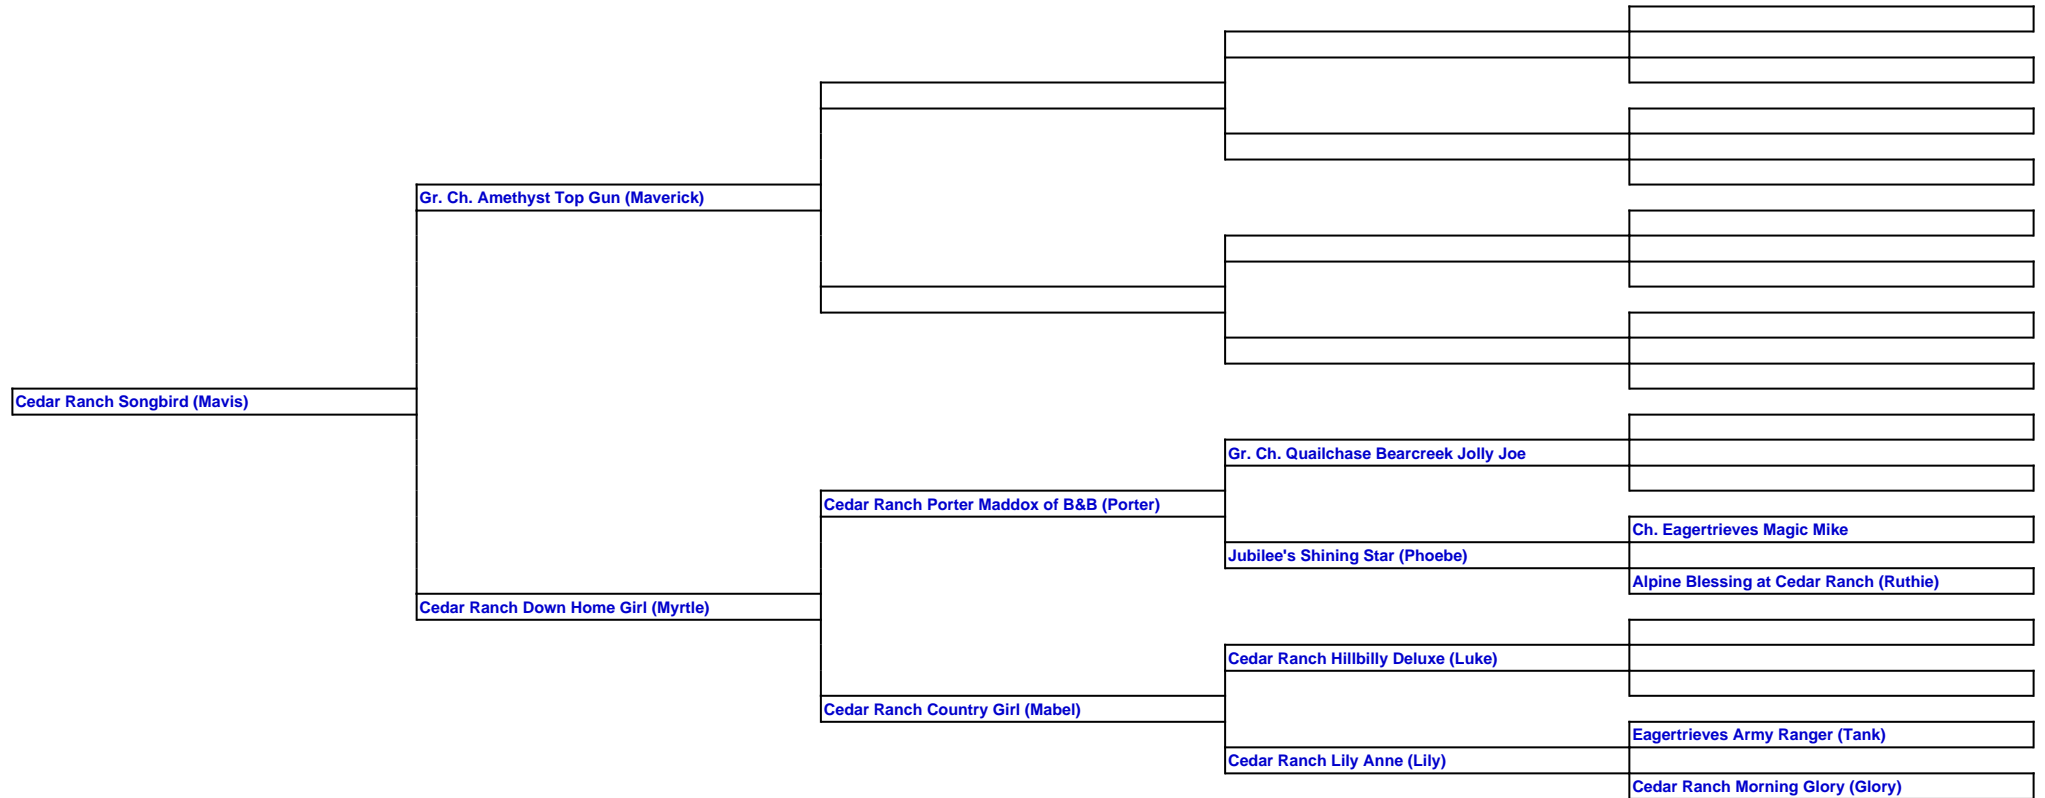 Gr. Ch. Amethyst Top Gun (Maverick)
Cedar Ranch Songbird (Mavis)
Gr. Ch. Quailchase Bearcreek Jolly Joe
Cedar Ranch Porter Maddox of B&B (Porter)
Ch. Eagertrieves Magic Mike
Jubilee's Shining Star (Phoebe)
Alpine Blessing at Cedar Ranch (Ruthie)
Cedar Ranch Down Home Girl (Myrtle)
Cedar Ranch Hillbilly Deluxe (Luke)
Cedar Ranch Country Girl (Mabel)
Eagertrieves Army Ranger (Tank)
Cedar Ranch Lily Anne (Lily)
Cedar Ranch Morning Glory (Glory)